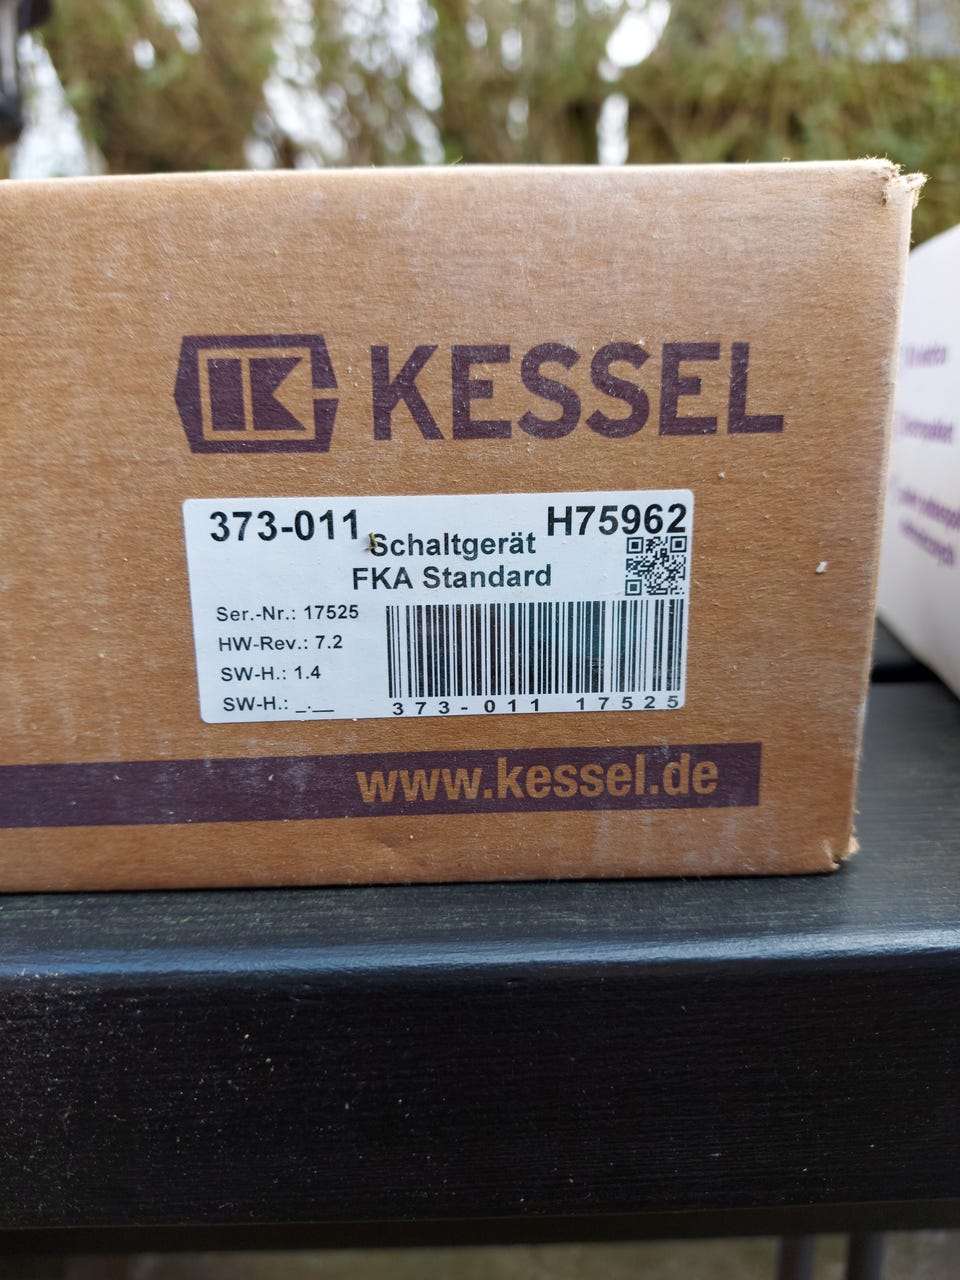 KESSEL
373-011
H75962
Schaltgerät
FKA Standard
Ser.-Nr.: 17525
HW-Rev.: 7.2
SW-H.: 1.4
SW-H.: _.__
373-011 17525
www.kessel.de